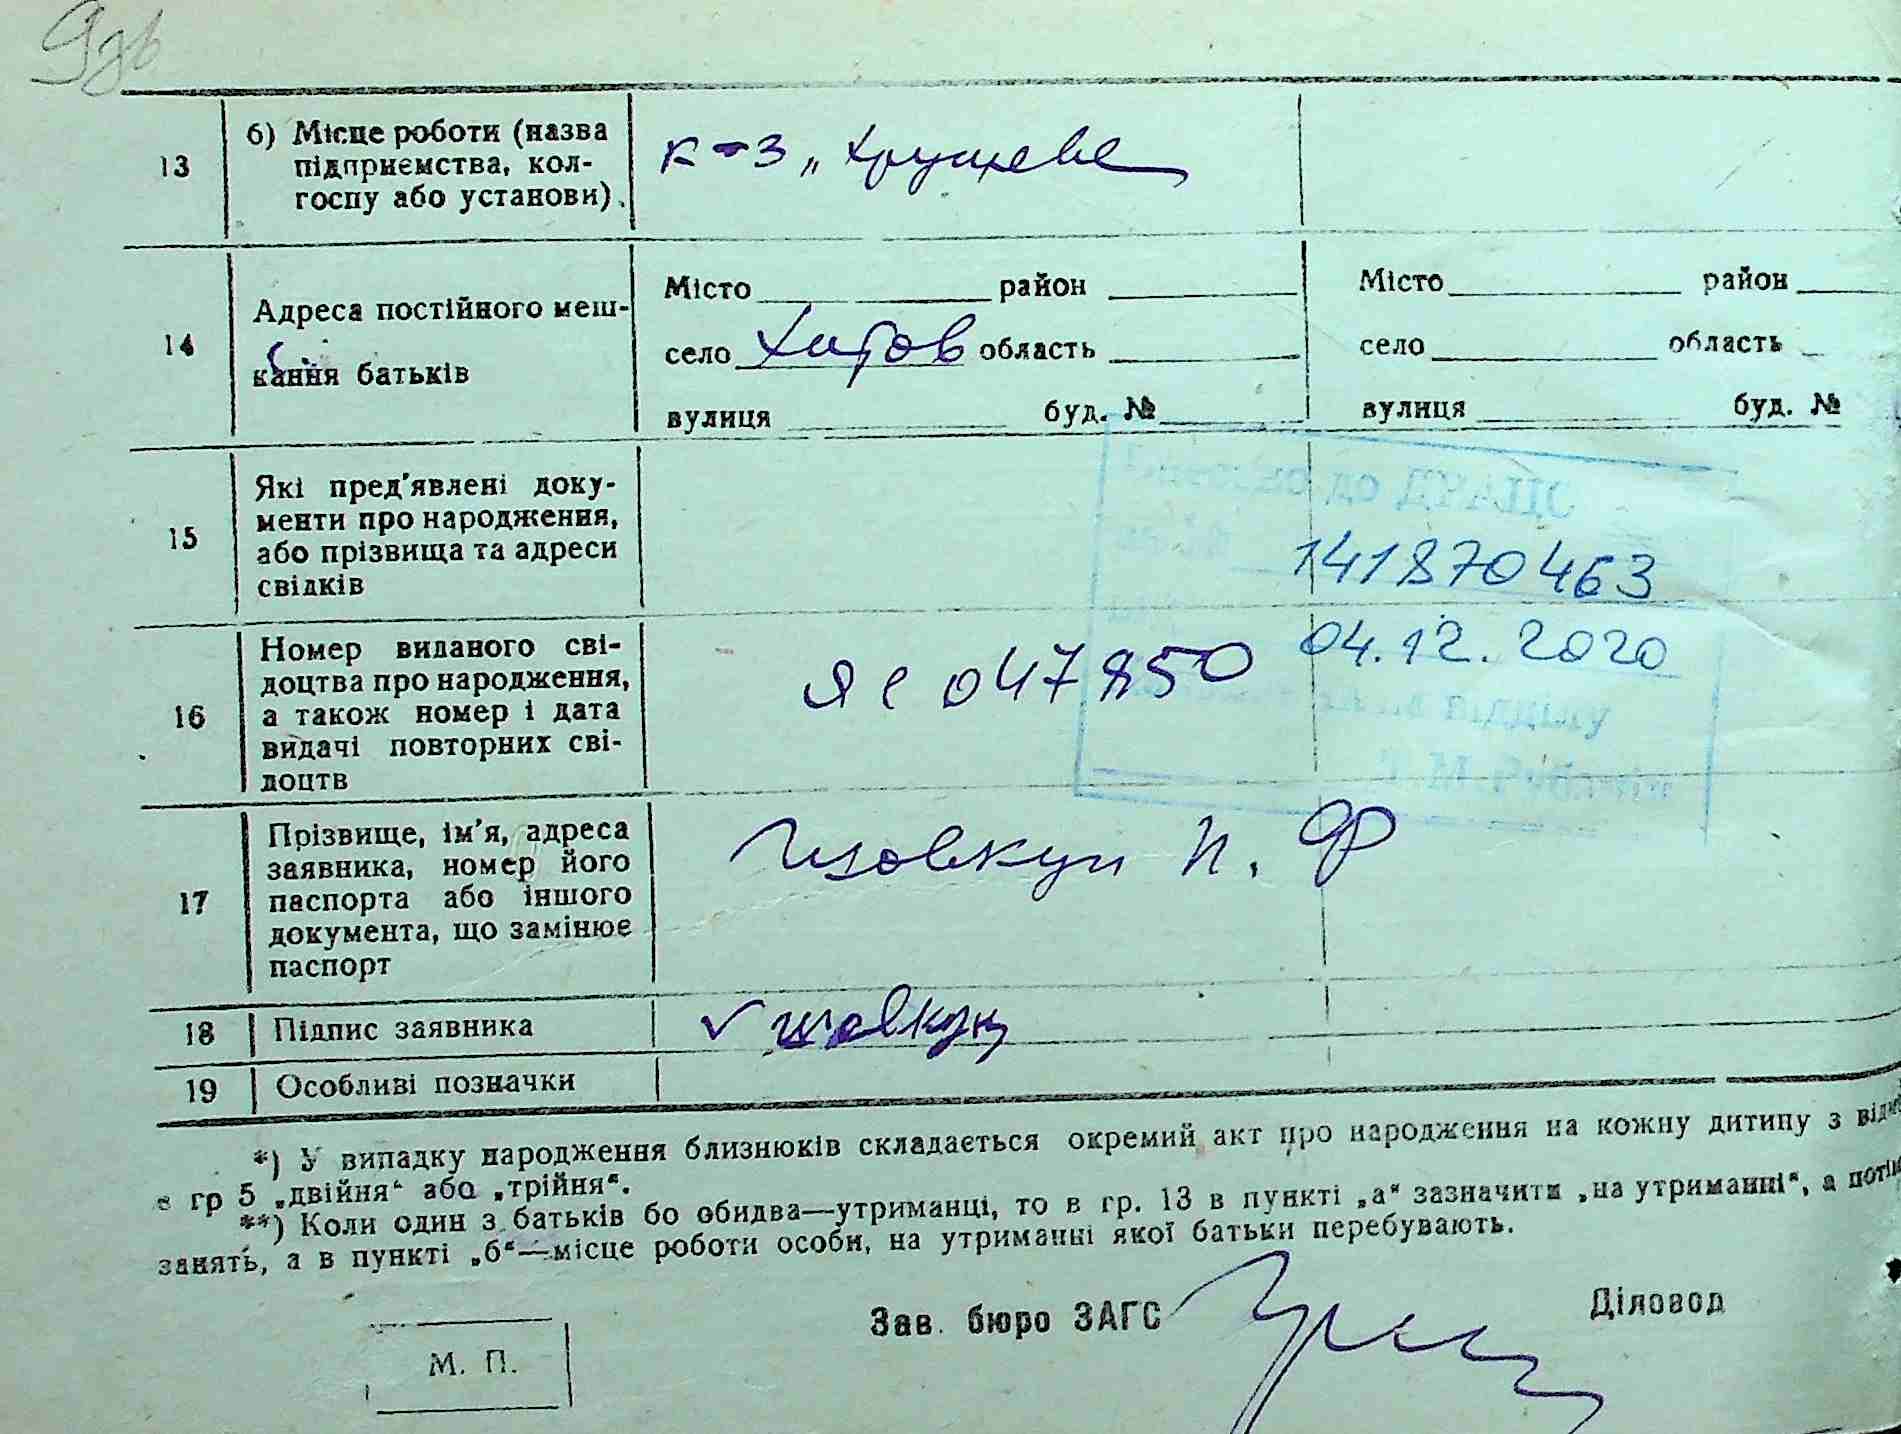 13
б) Місце роботи (назва
підприємства, кол-
госпу або установи).
к-з „Хрущева
14
Адреса постійного меш-
кання батьків
Місто район
село Хитов область
вулиця буд. №
Місто район
село область
вулиця буд. №
15
Які пред'явлені доку-
менти про народження,
або прізвища та адреси
свідків
до ДРАЦС
141870463
16
Номер виданого сві-
доцтва про народження,
а також номер і дата
видачі повторних сві-
доцтв
ЯЄ 047850
04.12.2020
відділу
17
Прізвище, ім'я, адреса
заявника, номер його
паспорта або іншого
документа, що замінює
паспорт
Шовкун П. Ф
18
Підпис заявника
✓ Шовкун
19
Особливі позначки
*) У випадку народження близнюків складається окремий акт про народження на кожну дитину з
в гр 5 „двійня“ або „трійня“.
**) Коли один з батьків бо обидва—утриманці, то в гр. 13 в пункті „а“ зазначити „на утриманні“, а
занять, а в пункті „б“—місце роботи особи, на утриманні якої батьки перебувають.
Зав. бюро ЗАГС
Діловод
М. П.